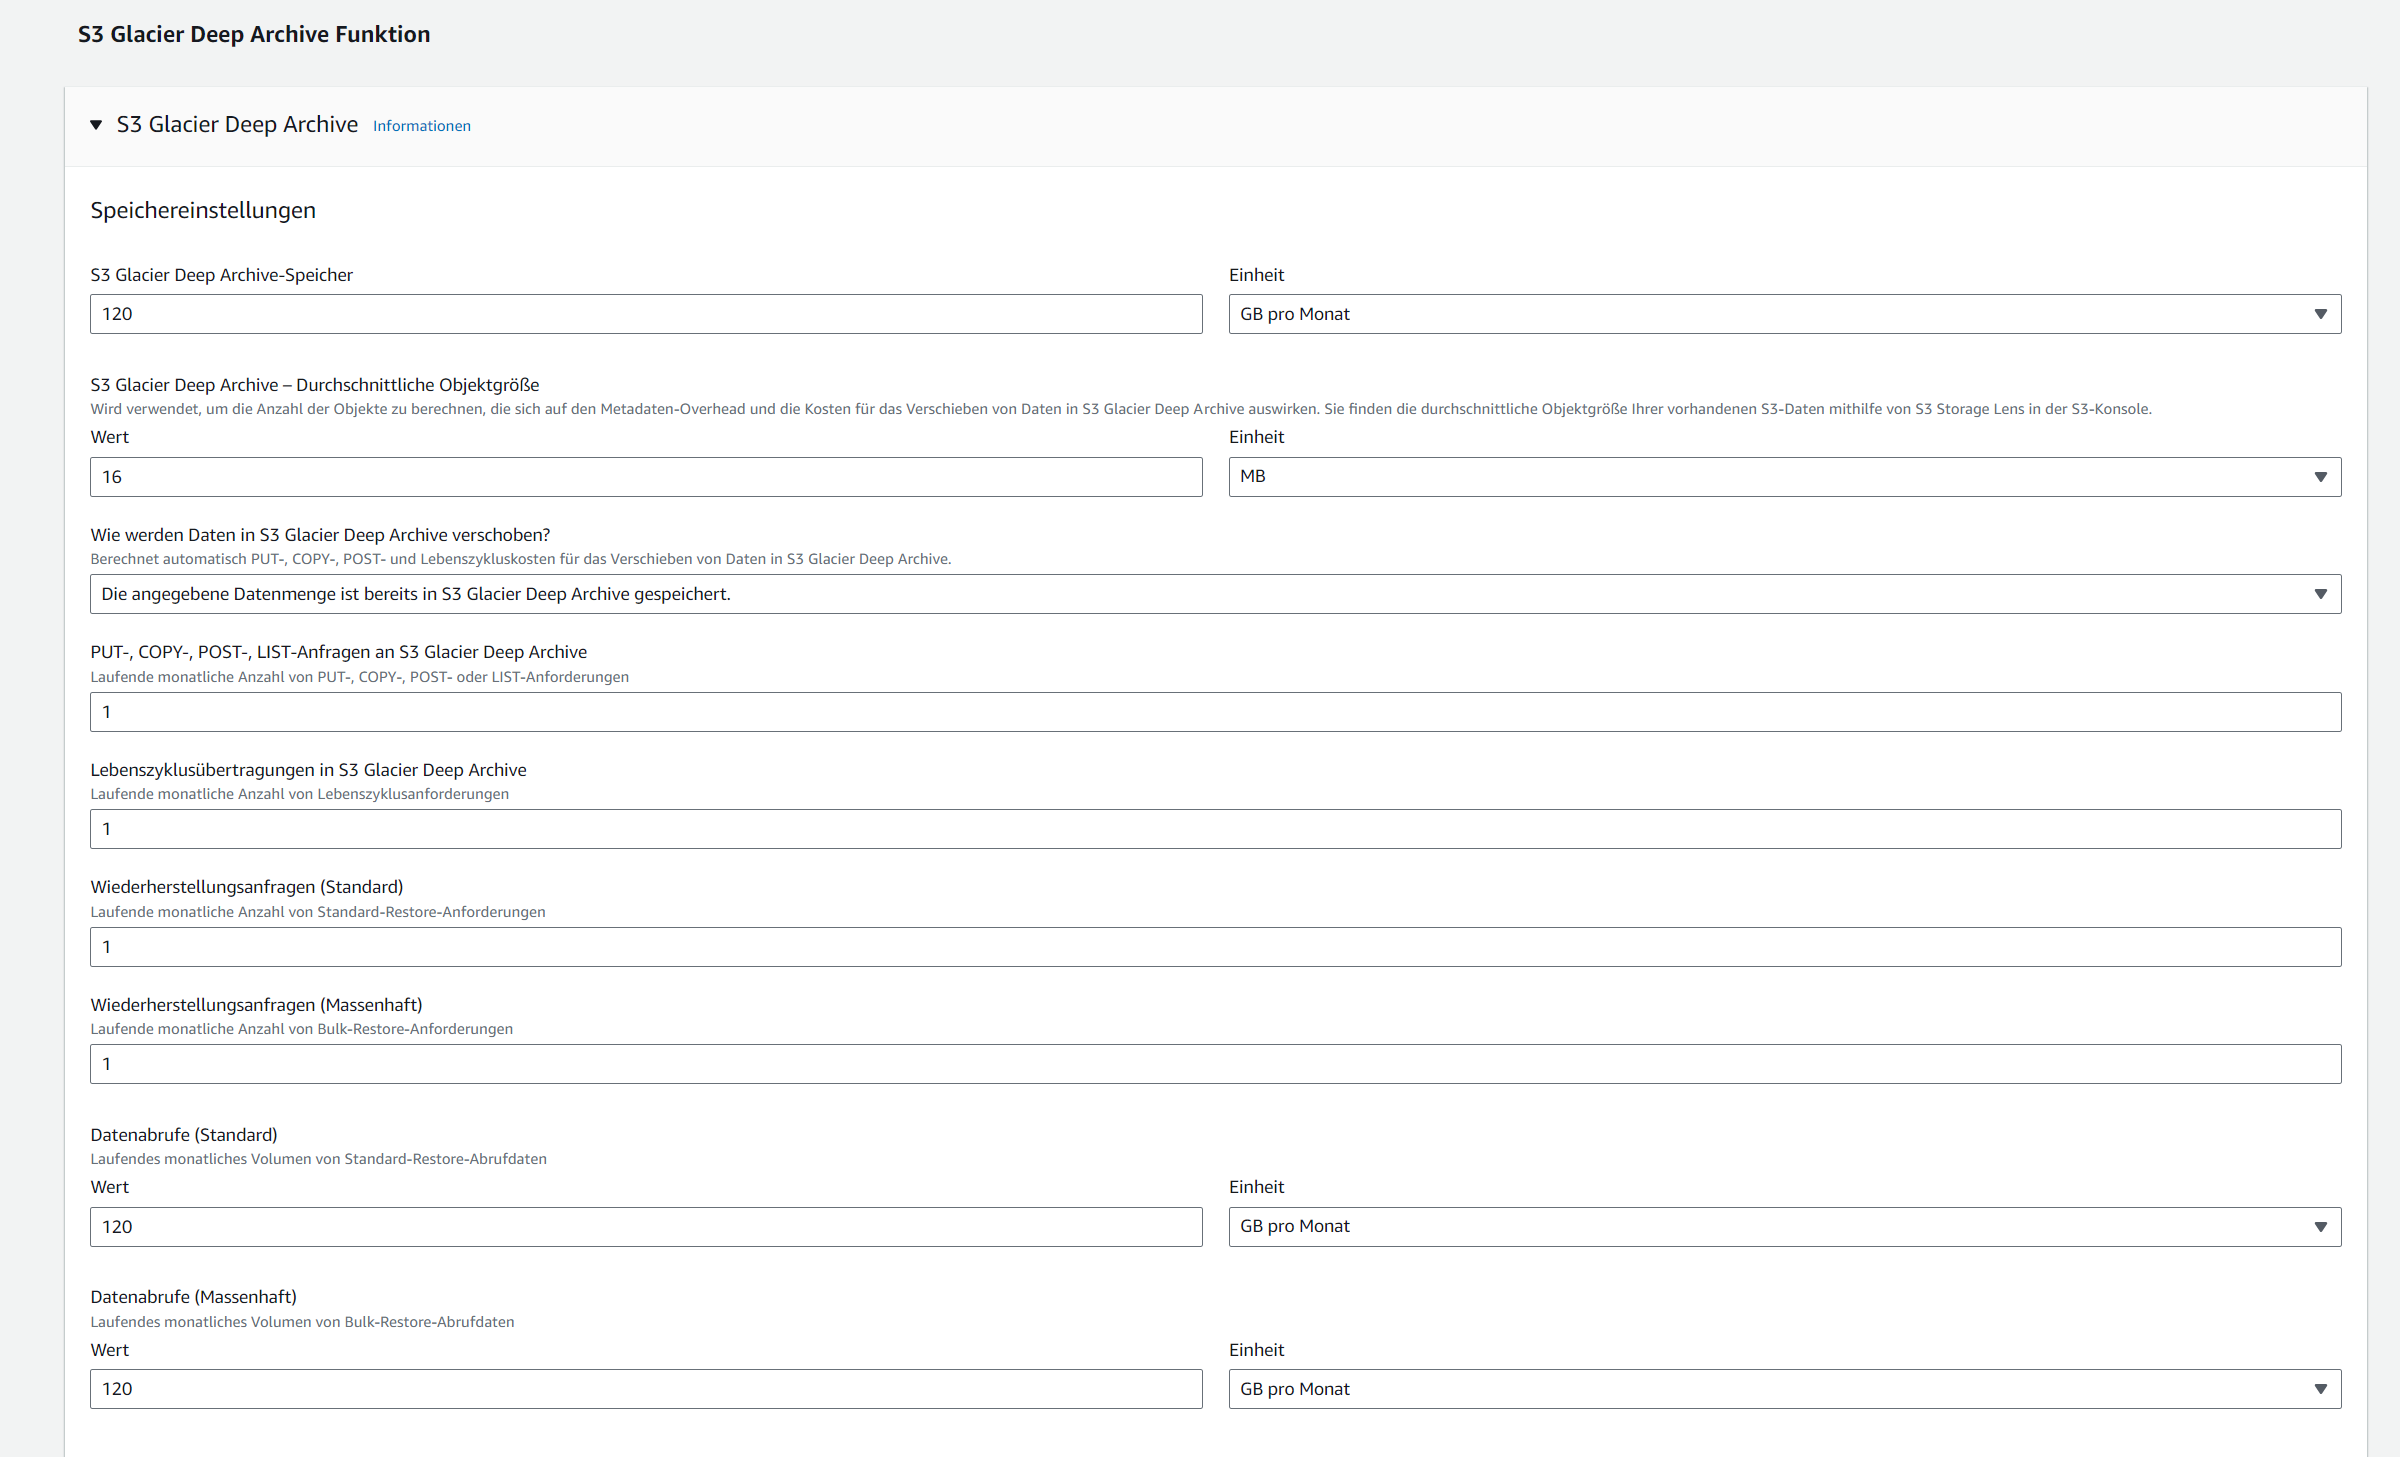 S3 Glacier Deep Archive Funktion
S3 Glacier Deep Archive Informationen
Speichereinstellungen
S3 Glacier Deep Archive-Speicher
Einheit
120
GB pro Monat
S3 Glacier Deep Archive – Durchschnittliche Objektgröße
Wird verwendet, um die Anzahl der Objekte zu berechnen, die sich auf den Metadaten-Overhead und die Kosten für das Verschieben von Daten in S3 Glacier Deep Archive auswirken. Sie finden die durchschnittliche Objektgröße Ihrer vorhandenen S3-Daten mithilfe von S3 Storage Lens in der S3-Konsole.
Wert
Einheit
16
MB
Wie werden Daten in S3 Glacier Deep Archive verschoben?
Berechnet automatisch PUT-, COPY-, POST- und Lebenszykluskosten für das Verschieben von Daten in S3 Glacier Deep Archive.
Die angegebene Datenmenge ist bereits in S3 Glacier Deep Archive gespeichert.
PUT-, COPY-, POST-, LIST-Anfragen an S3 Glacier Deep Archive
Laufende monatliche Anzahl von PUT-, COPY-, POST- oder LIST-Anforderungen
1
Lebenszyklusübertragungen in S3 Glacier Deep Archive
Laufende monatliche Anzahl von Lebenszyklusanforderungen
1
Wiederherstellungsanfragen (Standard)
Laufende monatliche Anzahl von Standard-Restore-Anforderungen
1
Wiederherstellungsanfragen (Massenhaft)
Laufende monatliche Anzahl von Bulk-Restore-Anforderungen
1
Datenabrufe (Standard)
Laufendes monatliches Volumen von Standard-Restore-Abrufdaten
Wert
Einheit
120
GB pro Monat
Datenabrufe (Massenhaft)
Laufendes monatliches Volumen von Bulk-Restore-Abrufdaten
Wert
Einheit
120
GB pro Monat